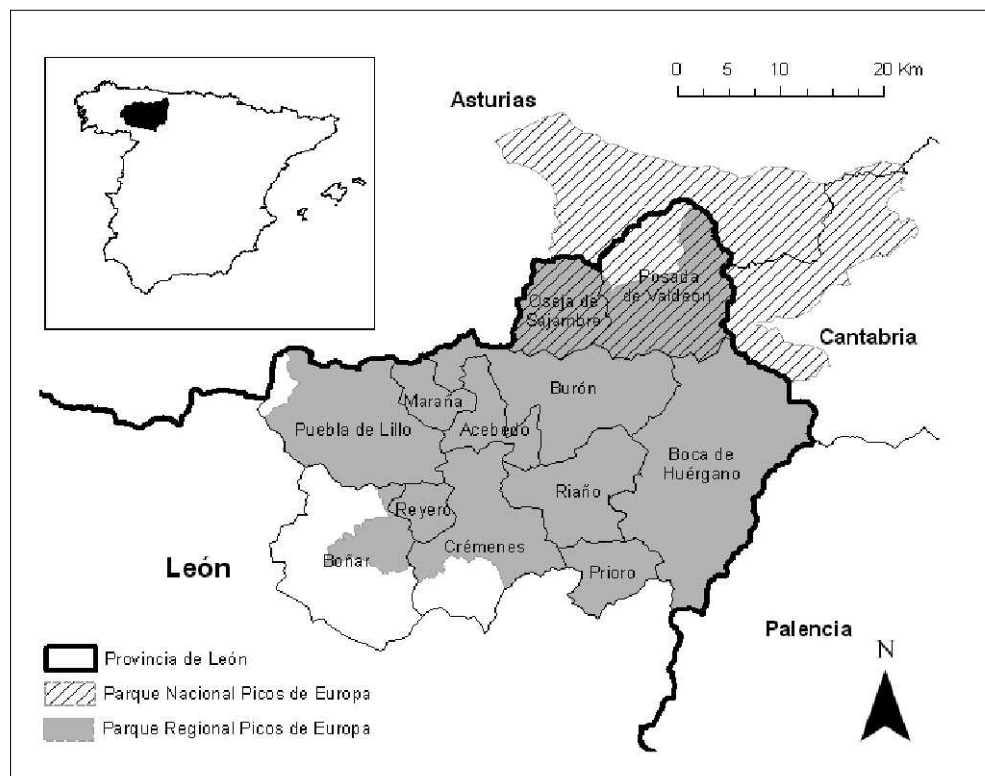 0 5 10 20 Km
Asturias
Posada
de Valdeón
Oseja de
Sajambre
Cantabria
Burón
Maraña
Puebla de Lillo
Acebedo
Boca de
Huérgano
Riaño
Reyero
Crémenes
Boñar
León
Prioro
Palencia
N
Provincia de León
Parque Nacional Picos de Europa
Parque Regional Picos de Europa